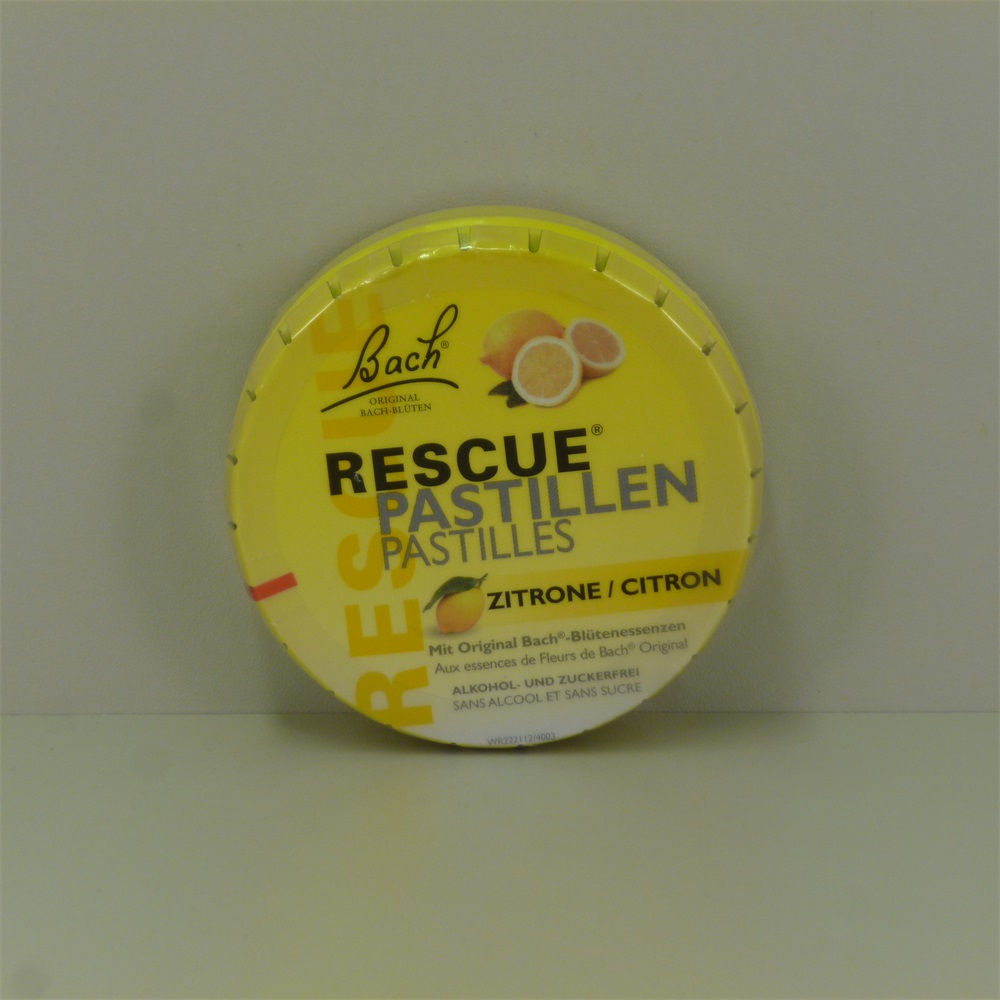 RESCUE
Bach®
ORIGINAL
BACH-BLÜTEN
RESCUE®
PASTILLEN
PASTILLES
ZITRONE / CITRON
Mit Original Bach®-Blütenessenzen
Aux essences de Fleurs de Bach® Original
ALKOHOL- UND ZUCKERFREI
SANS ALCOOL ET SANS SUCRE